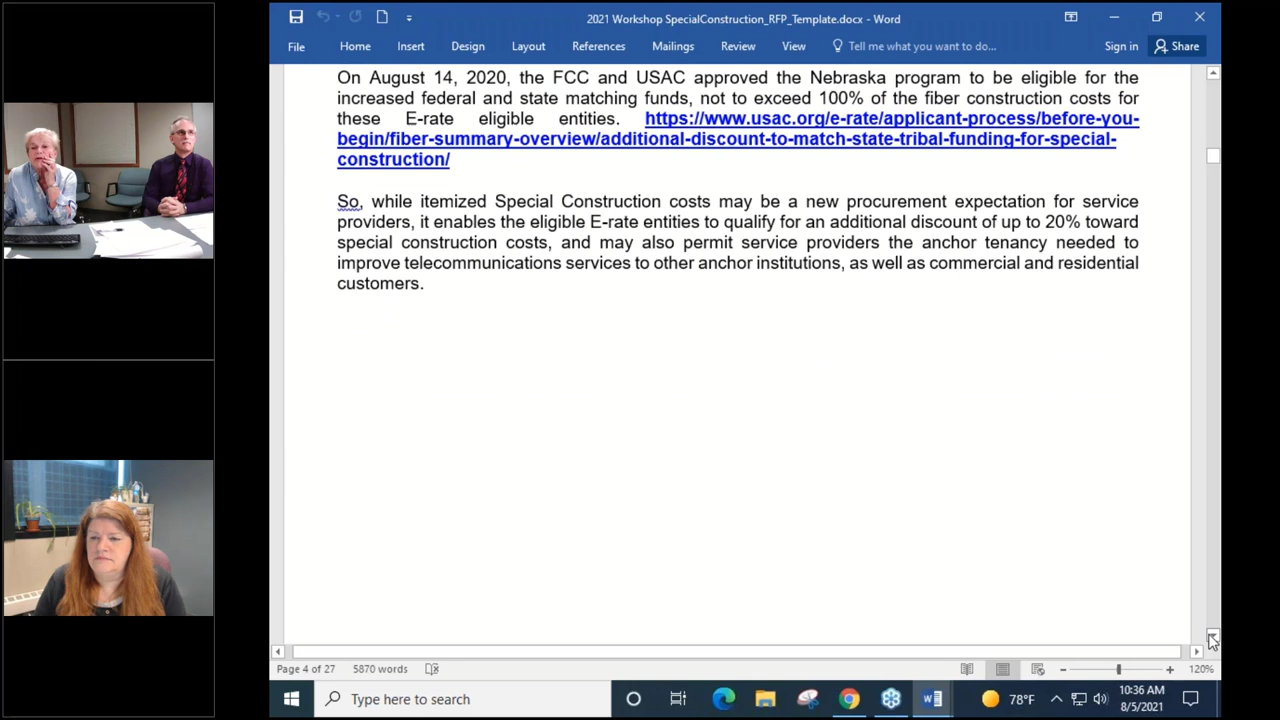 2021 Workshop SpecialConstruction_RFP_Template.docx - Word
File Home Insert Design Layout References Mailings Review View Tell me what you want to do... Sign in Share
On August 14, 2020, the FCC and USAC approved the Nebraska program to be eligible for the
increased federal and state matching funds, not to exceed 100% of the fiber construction costs for
these E-rate eligible entities. https://www.usac.org/e-rate/applicant-process/before-you-
begin/fiber-summary-overview/additional-discount-to-match-state-tribal-funding-for-special-
construction/
So, while itemized Special Construction costs may be a new procurement expectation for service
providers, it enables the eligible E-rate entities to qualify for an additional discount of up to 20% toward
special construction costs, and may also permit service providers the anchor tenancy needed to
improve telecommunications services to other anchor institutions, as well as commercial and residential
customers.
Page 4 of 27 5870 words 120%
Type here to search 78°F 10:36 AM
8/5/2021